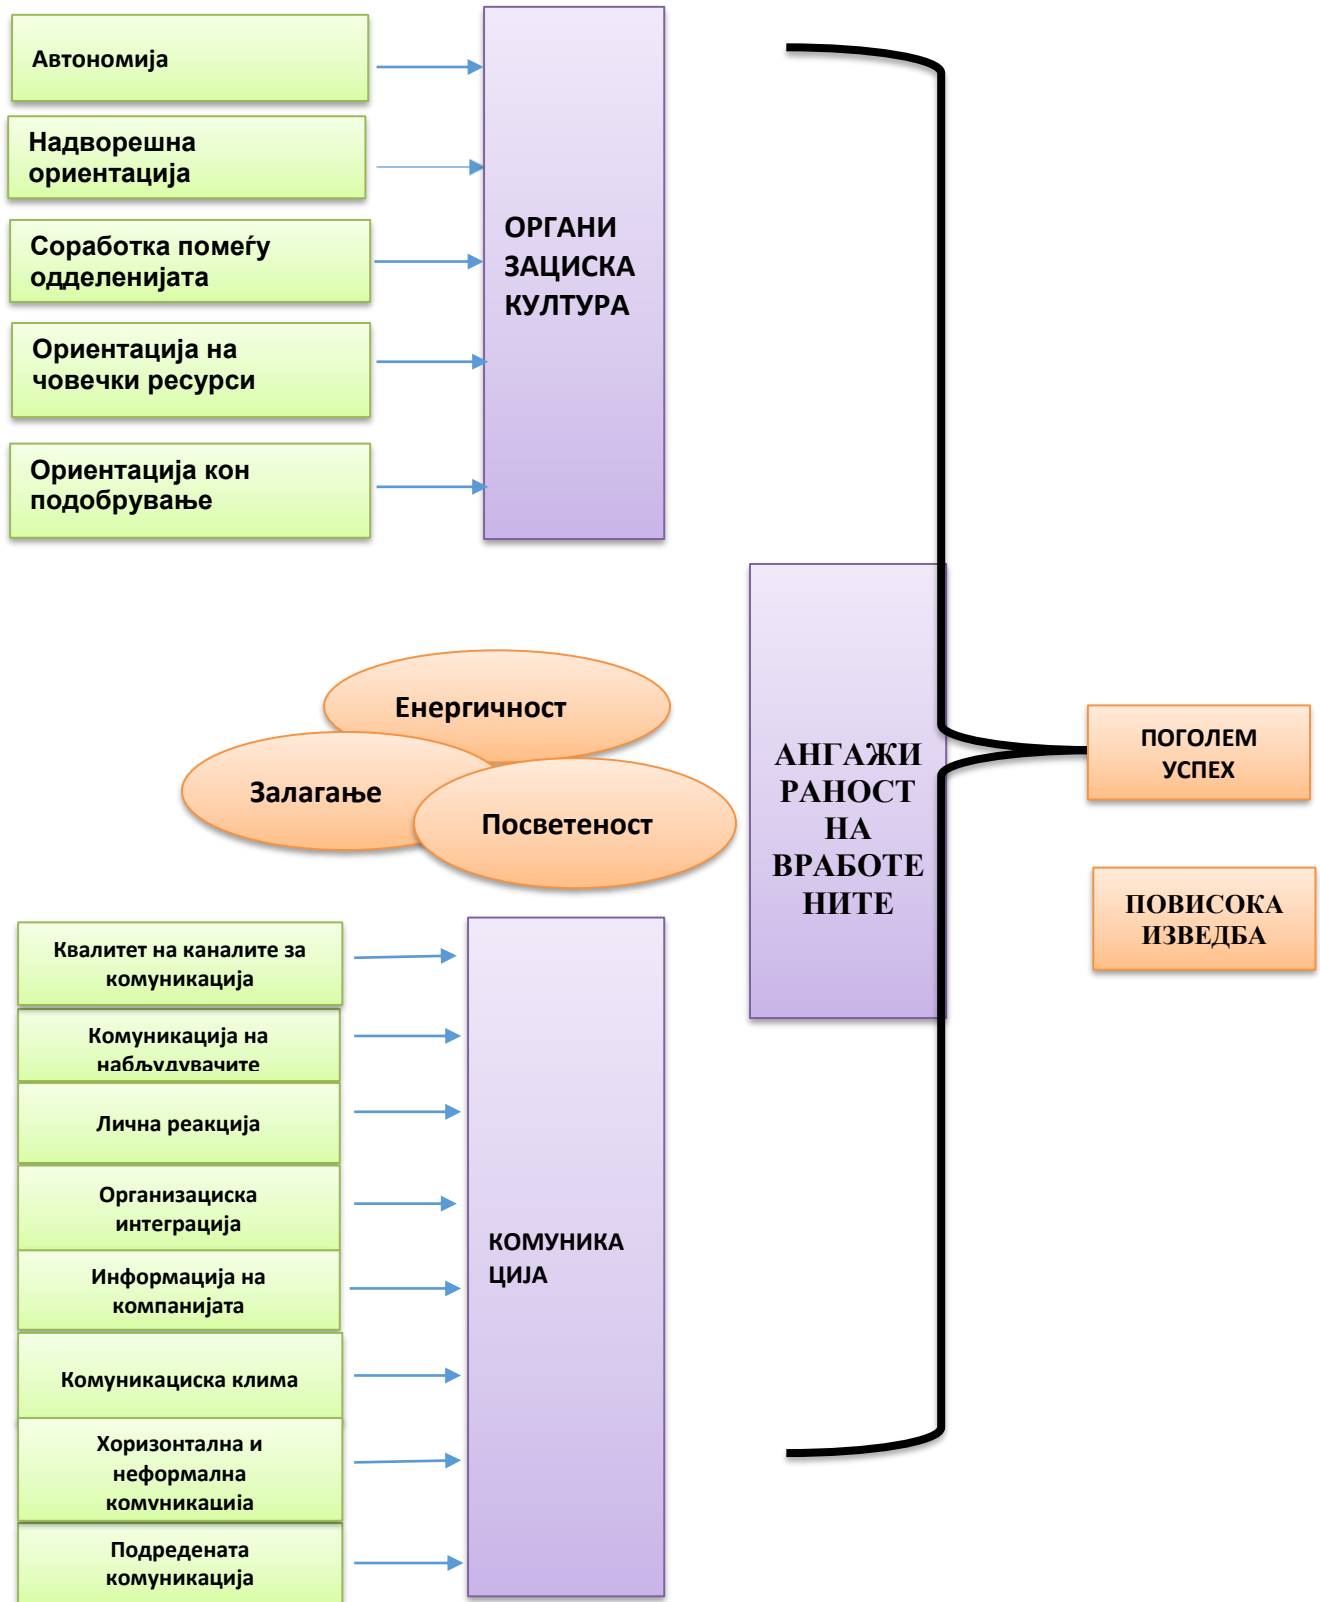 Автономија
Надворешна
ориентација
Соработка помеѓу
одделенијата
Ориентација на
човечки ресурси
Ориентација кон
подобрување
ОРГАНИ
ЗАЦИСКА
КУЛТУРА
Енергичност
Залагање
Посветеност
АНГАЖИ
РАНОСТ
НА
ВРАБОТЕ
НИТЕ
ПОГОЛЕМ
УСПЕХ
ПОВИСОКА
ИЗВЕДБА
Квалитет на каналите за
комуникација
Комуникација на
набљудувачите
Лична реакција
Организациска
интеграција
Информација на
компанијата
Комуникациска клима
Хоризонтална и
неформална
комуникација
Подредената
комуникација
КОМУНИКА
ЦИЈА